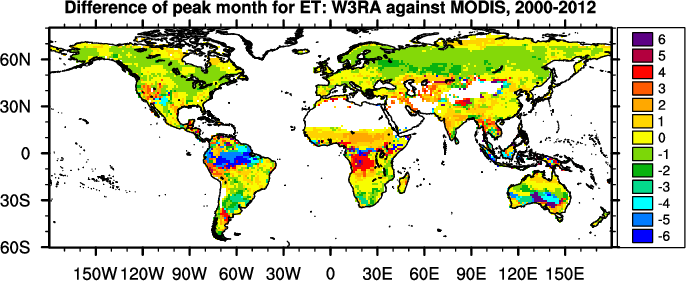 Difference of peak month for ET: W3RA against MODIS, 2000-2012
60N
30N
0
30S
60S
150W 120W 90W 60W 30W 0 30E 60E 90E 120E 150E
6
5
4
3
2
1
0
-1
-2
-3
-4
-5
-6